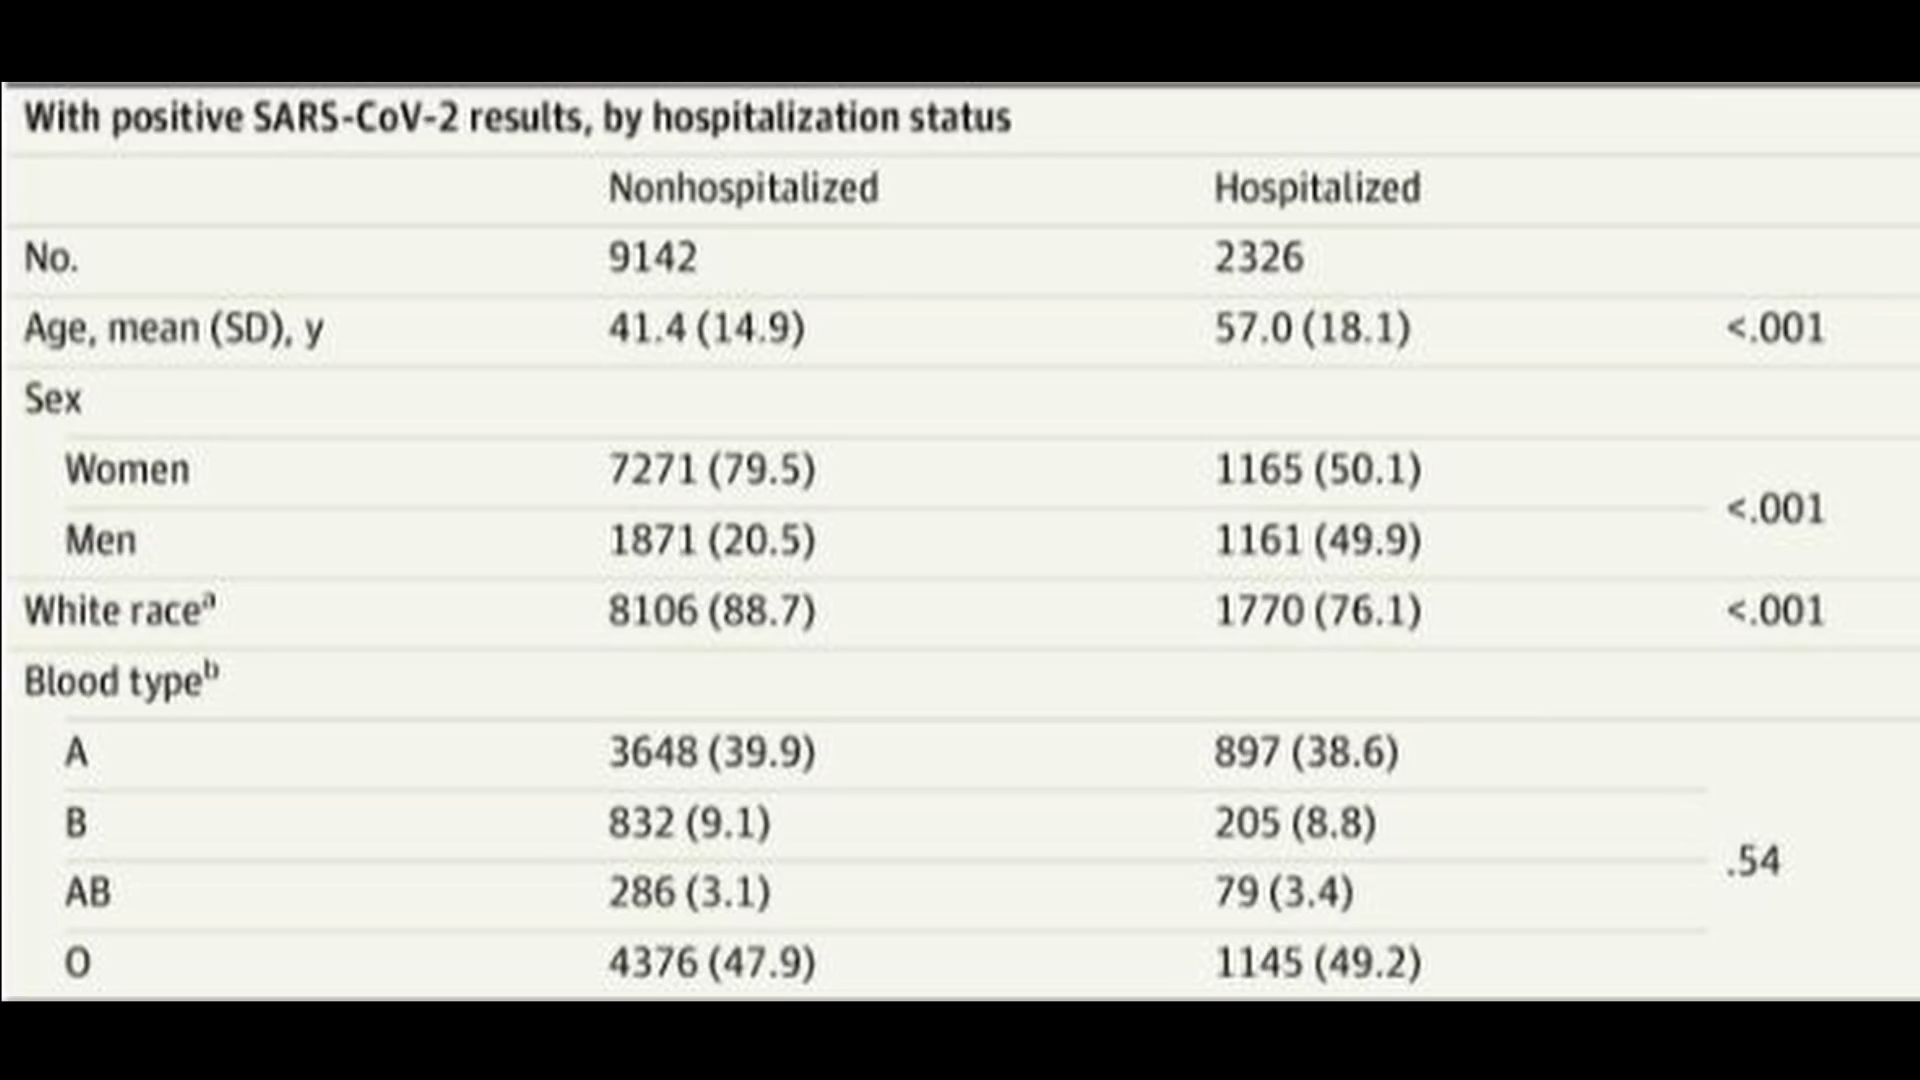 With positive SARS-CoV-2 results, by hospitalization status
Nonhospitalized Hospitalized
No. 9142 2326
Age, mean (SD), y 41.4 (14.9) 57.0 (18.1) <.001
Sex
Women 7271 (79.5) 1165 (50.1)
<.001
Men 1871 (20.5) 1161 (49.9)
White raceᵃ 8106 (88.7) 1770 (76.1) <.001
Blood typeᵇ
A 3648 (39.9) 897 (38.6)
B 832 (9.1) 205 (8.8)
.54
AB 286 (3.1) 79 (3.4)
O 4376 (47.9) 1145 (49.2)